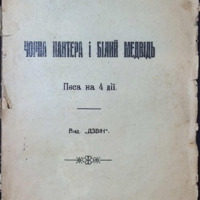 ЧОРНА ПАНТЕРА І БІЛИЙ МЕДВІДЬ
Пєса на 4 дії.
Вид. „ДЗВІН“.